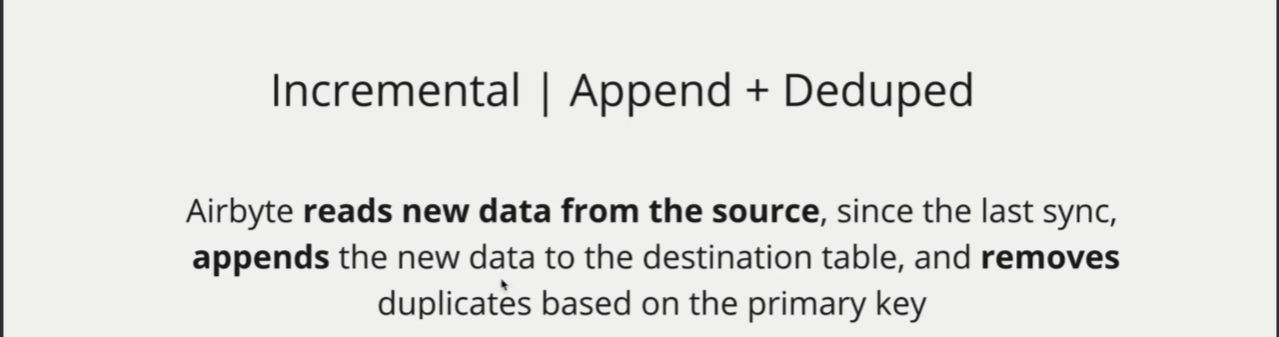 Incremental | Append + Deduped
Airbyte reads new data from the source, since the last sync,
appends the new data to the destination table, and removes
duplicates based on the primary key